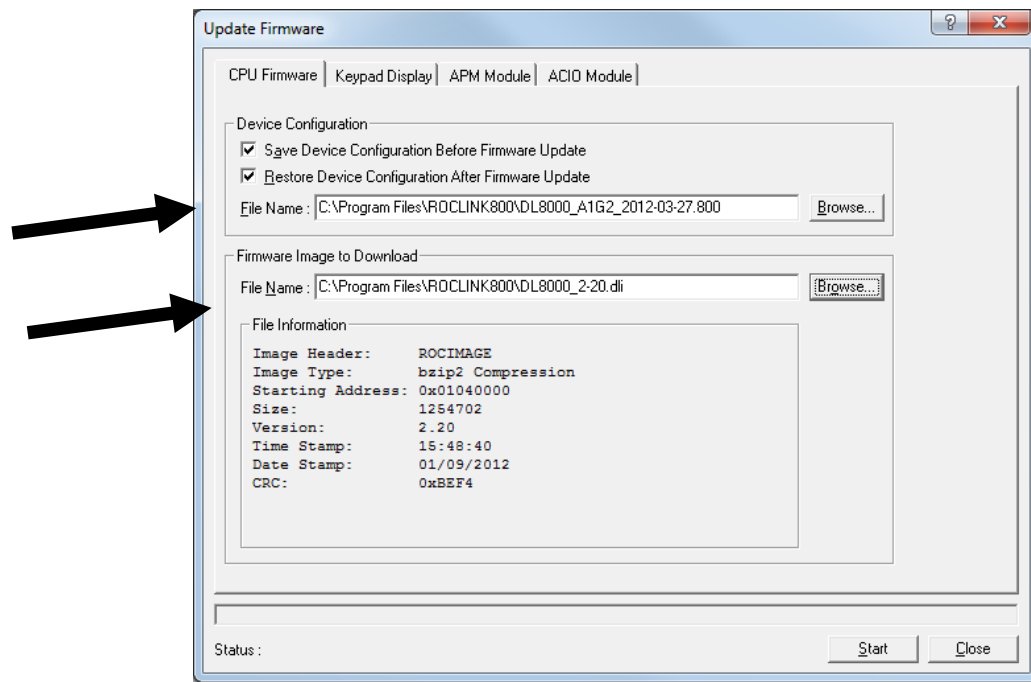 Update Firmware
CPU Firmware Keypad Display APM Module ACIO Module
Device Configuration
Save Device Configuration Before Firmware Update
Restore Device Configuration After Firmware Update
File Name : C:\Program Files\ROCLINK800\DL8000_A1G2_2012-03-27.800 Browse...
Firmware Image to Download
File Name : C:\Program Files\ROCLINK800\DL8000_2-20.dli Browse...
File Information
Image Header: ROCIMAGE
Image Type: bzip2 Compression
Starting Address: 0x01040000
Size: 1254702
Version: 2.20
Time Stamp: 15:48:40
Date Stamp: 01/09/2012
CRC: 0xBEF4
Status : Start Close